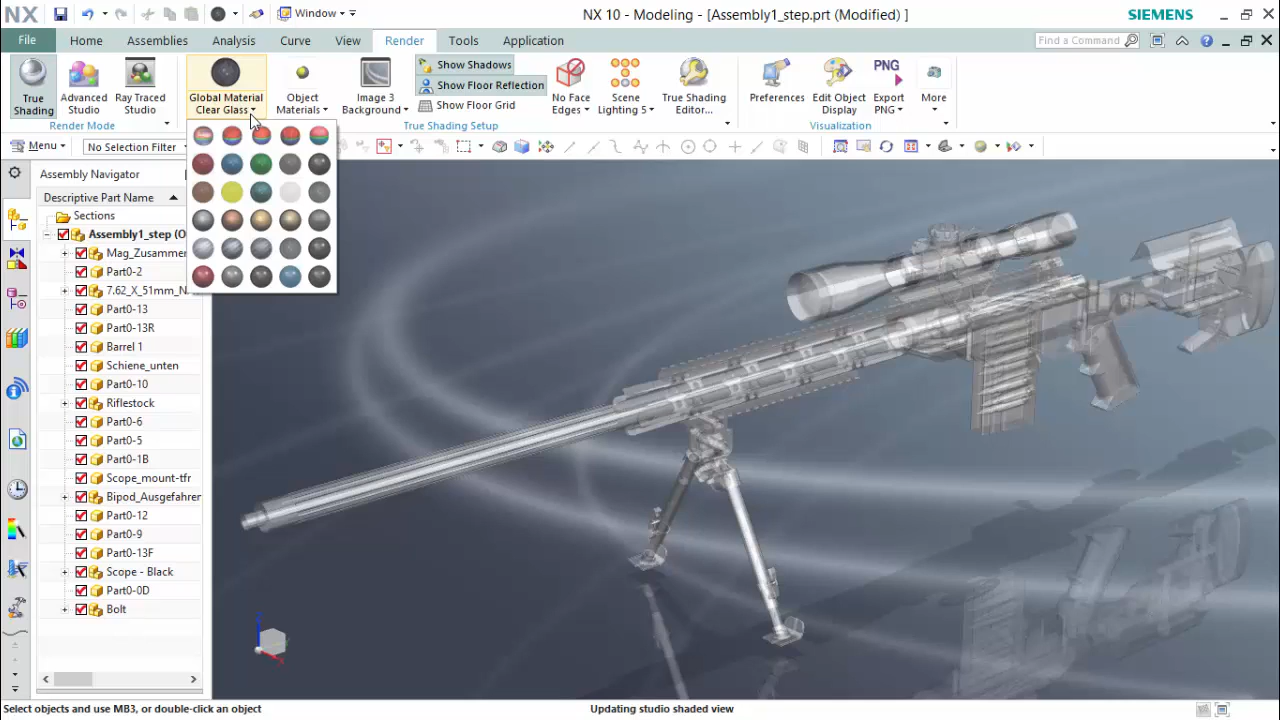 NX
Window
NX 10 - Modeling - [Assembly1_step.prt (Modified) ]
SIEMENS
File
Home
Assemblies
Analysis
Curve
View
Render
Tools
Application
Find a Command
True
Shading
Advanced
Studio
Ray Traced
Studio
Render Mode
Global Material
Clear Glass
Object
Materials
Image 3
Background
Show Shadows
Show Floor Reflection
Show Floor Grid
No Face
Edges
Scene
Lighting 5
True Shading
Editor...
True Shading Setup
Preferences
Edit Object
Display
PNG
Export
PNG
More
Visualization
Menu
No Selection Filter
Assembly Navigator
Descriptive Part Name
Sections
Assembly1_step (O
Mag_Zusammer
Part0-2
7.62_X_51mm_N
Part0-13
Part0-13R
Barrel 1
Schiene_unten
Part0-10
Riflestock
Part0-6
Part0-5
Part0-1B
Scope_mount-tfr
Bipod_Ausgefahrer
Part0-12
Part0-9
Part0-13F
Scope - Black
Part0-0D
Bolt
Select objects and use MB3, or double-click an object
Updating studio shaded view